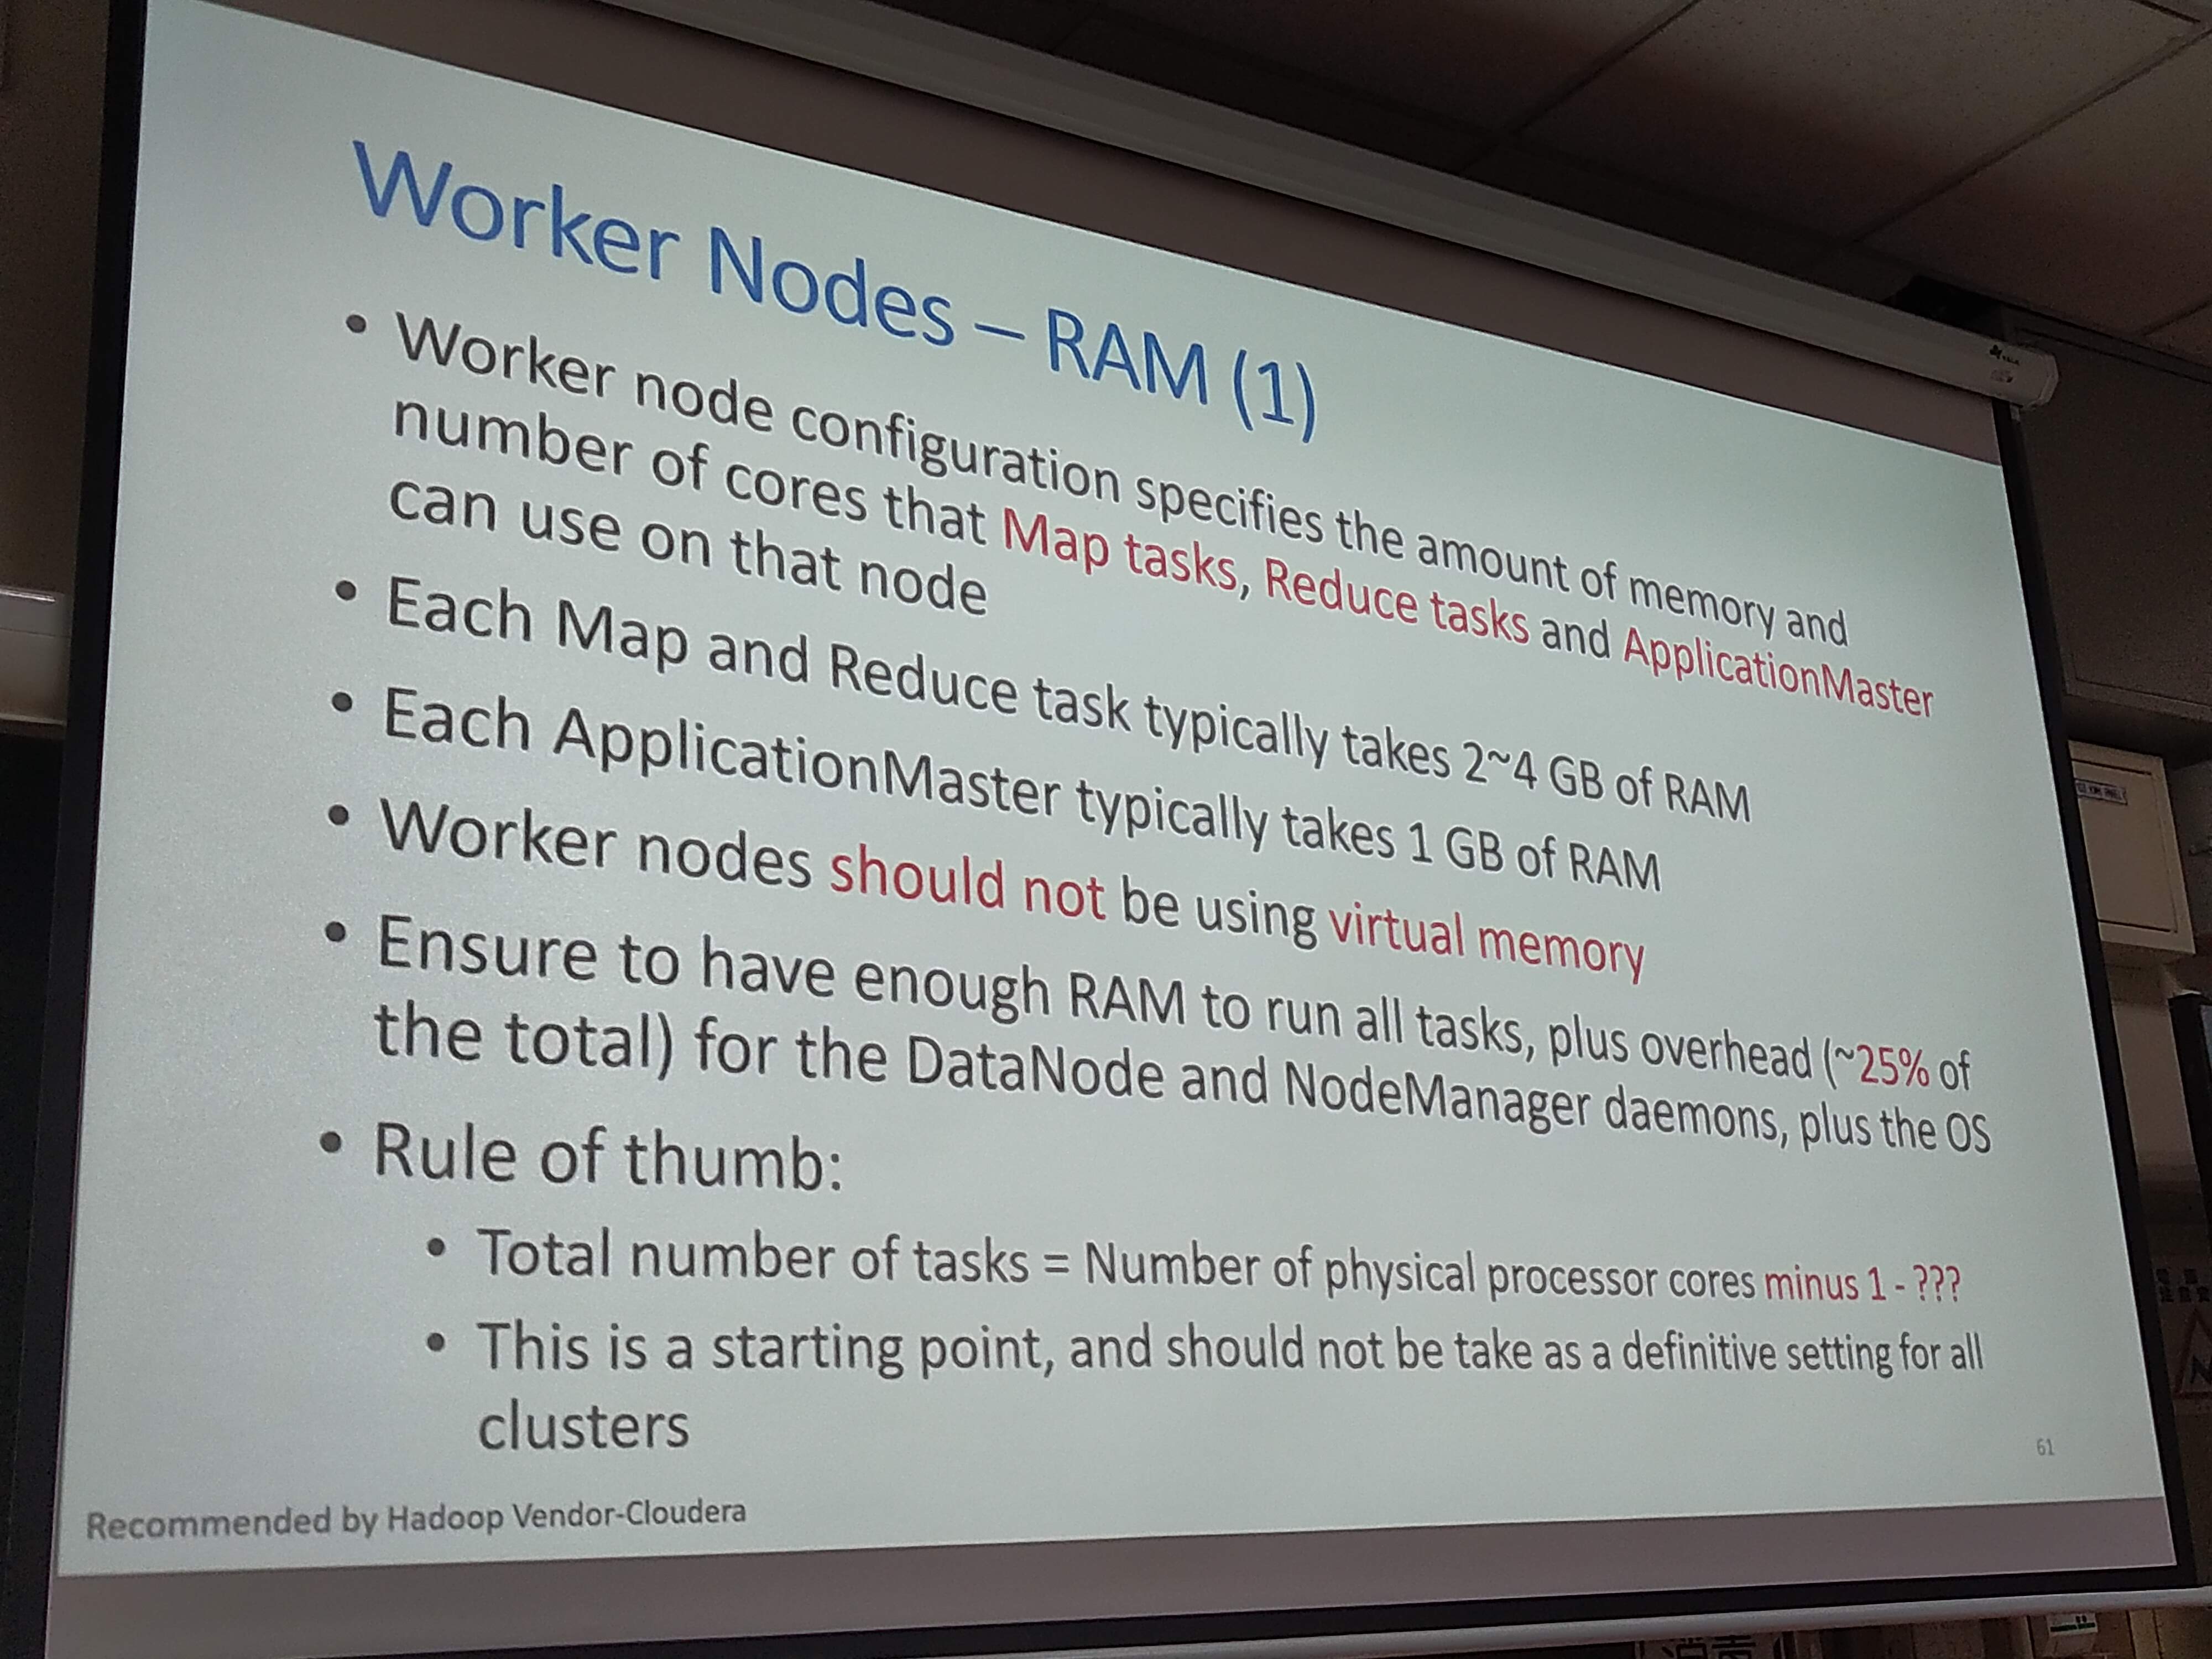 Worker Nodes – RAM (1)
• Worker node configuration specifies the amount of memory and
number of cores that Map tasks, Reduce tasks and ApplicationMaster
can use on that node
• Each Map and Reduce task typically takes 2~4 GB of RAM
• Each ApplicationMaster typically takes 1 GB of RAM
• Worker nodes should not be using virtual memory
• Ensure to have enough RAM to run all tasks, plus overhead (~25% of
the total) for the DataNode and NodeManager daemons, plus the OS
• Rule of thumb:
• Total number of tasks = Number of physical processor cores minus 1 - ???
• This is a starting point, and should not be take as a definitive setting for all
clusters
61
Recommended by Hadoop Vendor-Cloudera